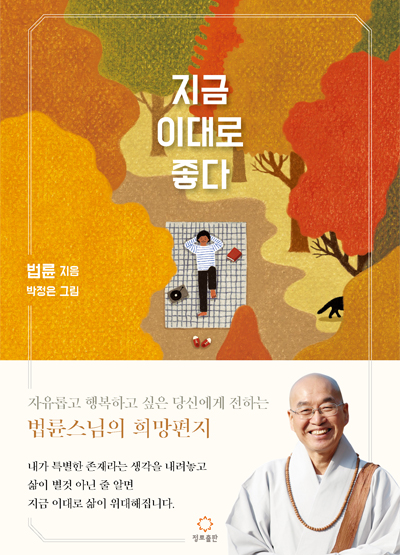 지금
이대로
좋다
법륜 지음
박정은 그림
자유롭고 행복하고 싶은 당신에게 전하는
법륜스님의 희망편지
내가 특별한 존재라는 생각을 내려놓고
삶이 별것 아닌 줄 알면
지금 이대로 삶이 위대해집니다.
정토출판